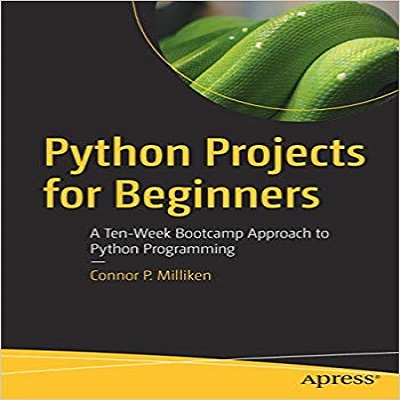 Python Projects
for Beginners
A Ten-Week Bootcamp Approach to
Python Programming
—
Connor P. Milliken
Apress®